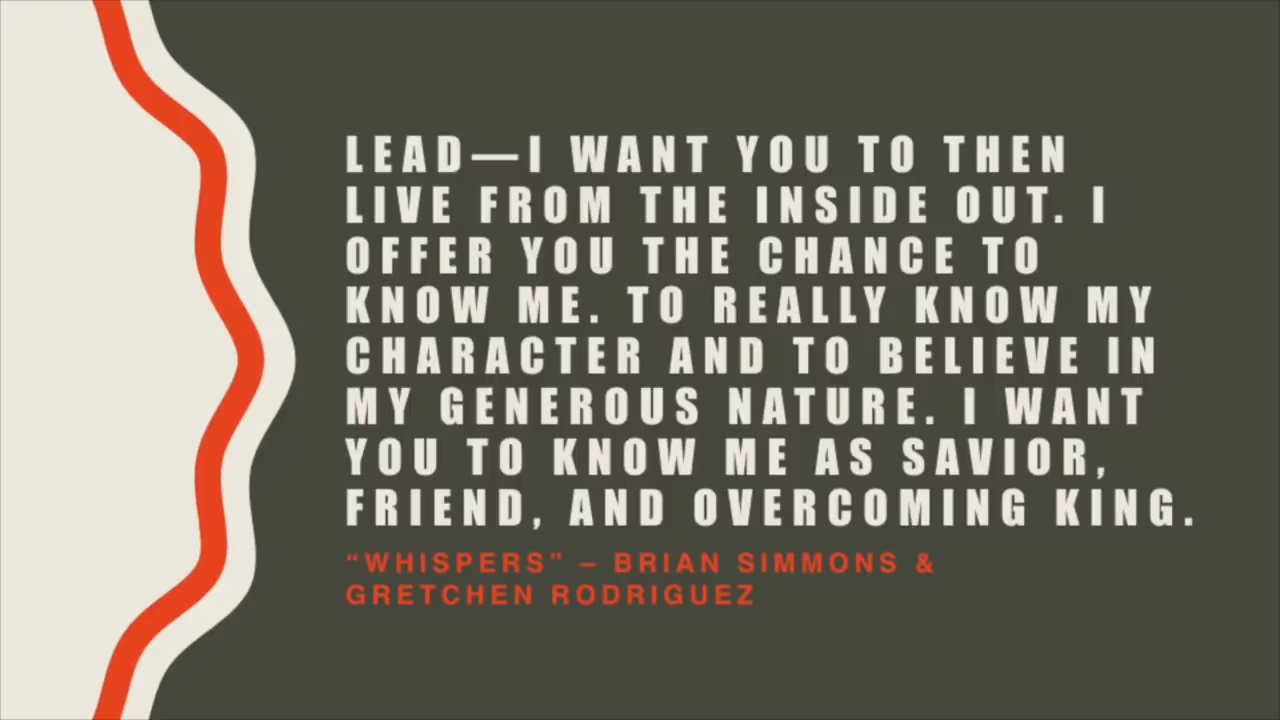 LEAD—I WANT YOU TO THEN
LIVE FROM THE INSIDE OUT. I
OFFER YOU THE CHANCE TO
KNOW ME. TO REALLY KNOW MY
CHARACTER AND TO BELIEVE IN
MY GENEROUS NATURE. I WANT
YOU TO KNOW ME AS SAVIOR,
FRIEND, AND OVERCOMING KING.
“WHISPERS” – BRIAN SIMMONS &
GRETCHEN RODRIGUEZ